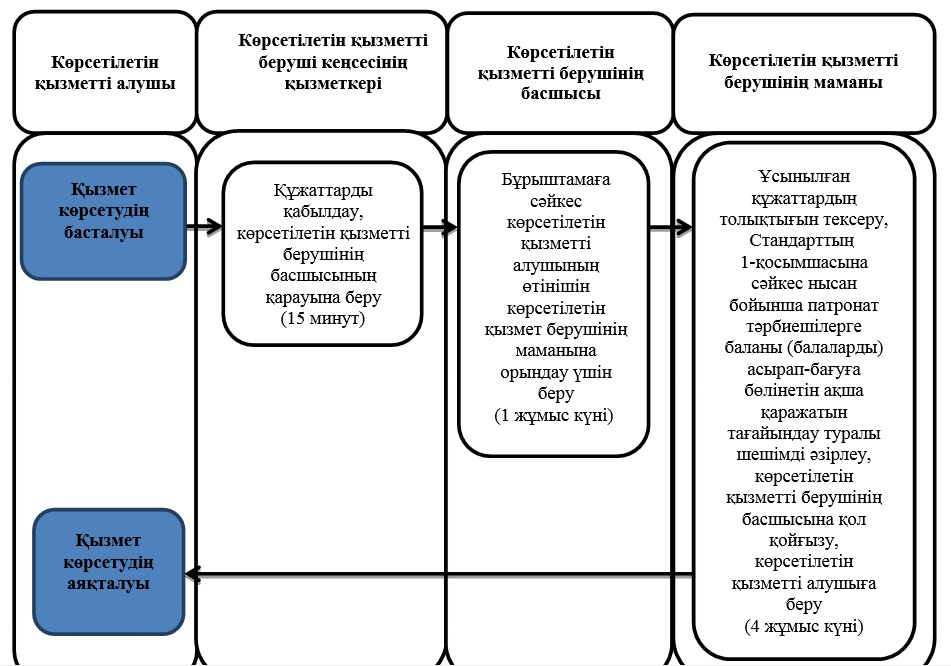 Көрсетілетін
қызметті алушы
Көрсетілетін қызметті
беруші кеңсесінің
қызметкері
Көрсетілетін
қызметті берушінің
басшысы
Көрсетілетін қызметті
берушінің маманы
Қызмет
көрсетудің
басталуы
Құжаттарды
қабылдау,
көрсетілетін қызметті
берушінің
басшысының
қарауына беру
(15 минут)
Бұрыштамаға
сәйкес
көрсетілетін
қызметті
алушының
өтінішін
көрсетілетін
қызмет берушінің
маманына
орындау үшін
беру
(1 жұмыс күні)
Ұсынылған
құжаттардың
толықтығын тексеру,
Стандарттың
1-қосымшасына
сәйкес нысан
бойынша патронат
тәрбиешілерге
баланы (балаларды)
асырап-бағуға
бөлінетін ақша
қаражатын
тағайындау туралы
шешімді әзірлеу,
көрсетілетін
қызметті берушінің
басшысына қол
қойғызу,
көрсетілетін
қызметті алушыға
беру
(4 жұмыс күні)
Қызмет
көрсетудің
аяқталуы